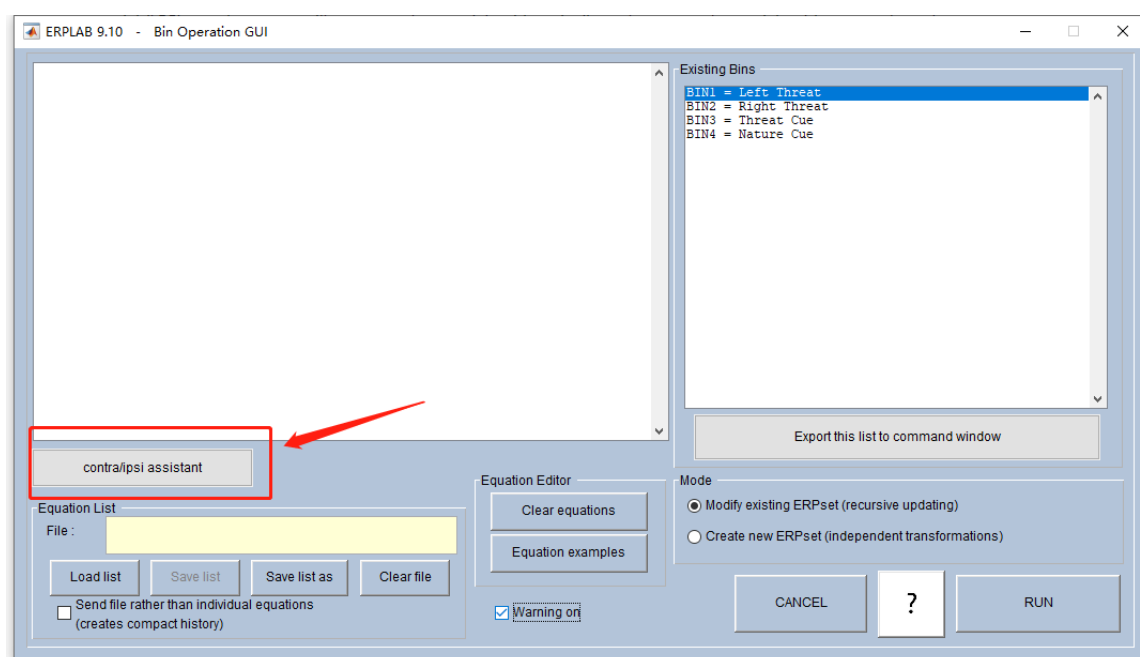 ERPLAB 9.10 - Bin Operation GUI
Existing Bins
BIN1 = Left Threat
BIN2 = Right Threat
BIN3 = Threat Cue
BIN4 = Nature Cue
Export this list to command window
contra/ipsi assistant
Equation List
File :
Load list
Save list
Save list as
Clear file
Send file rather than individual equations
(creates compact history)
Equation Editor
Clear equations
Equation examples
Warning on
Mode
Modify existing ERPset (recursive updating)
Create new ERPset (independent transformations)
CANCEL
?
RUN